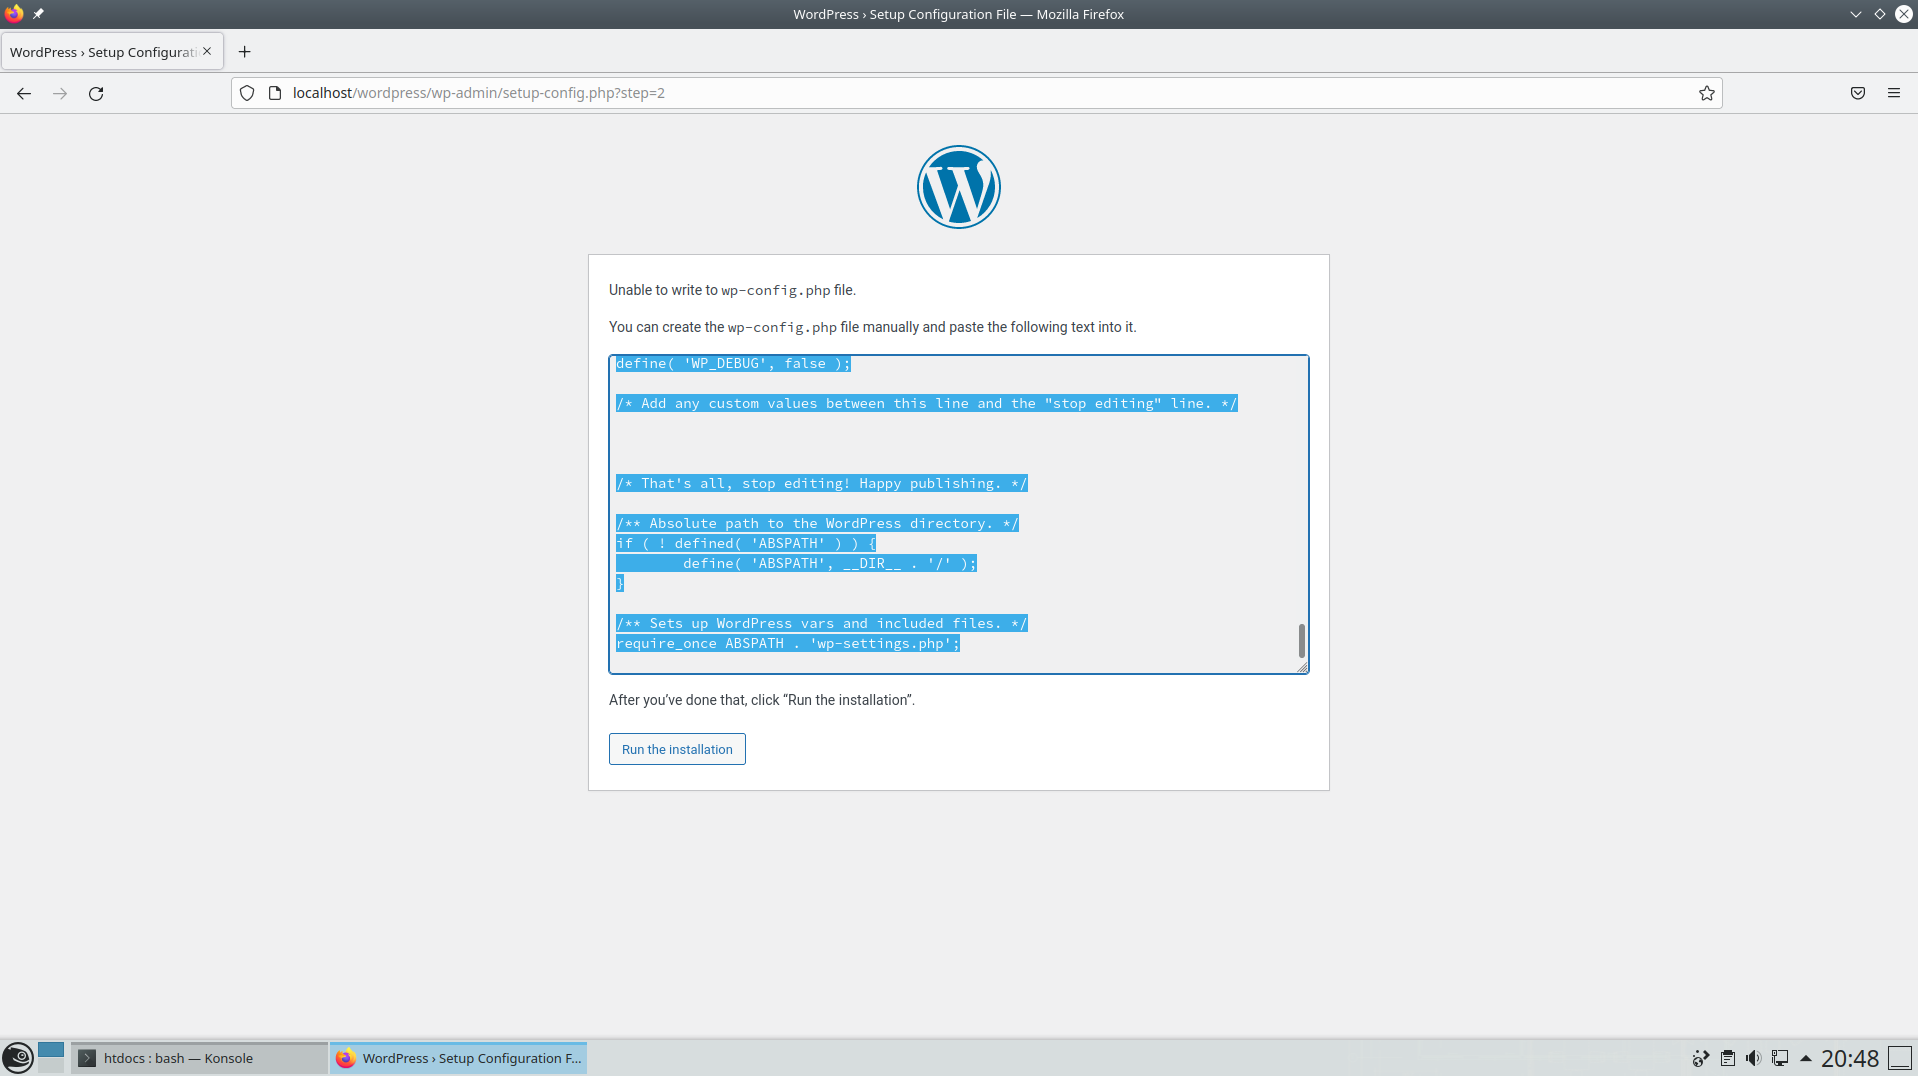 WordPress › Setup Configuration File — Mozilla Firefox
WordPress › Setup Configurati
localhost/wordpress/wp-admin/setup-config.php?step=2
Unable to write to wp-config.php file.
You can create the wp-config.php file manually and paste the following text into it.
define( 'WP_DEBUG', false );
/* Add any custom values between this line and the "stop editing" line. */
/* That's all, stop editing! Happy publishing. */
/** Absolute path to the WordPress directory. */
if ( ! defined( 'ABSPATH' ) ) {
define( 'ABSPATH', __DIR__ . '/' );
}
/** Sets up WordPress vars and included files. */
require_once ABSPATH . 'wp-settings.php';
After you’ve done that, click “Run the installation”.
Run the installation
htdocs : bash — Konsole
WordPress › Setup Configuration F...
20:48